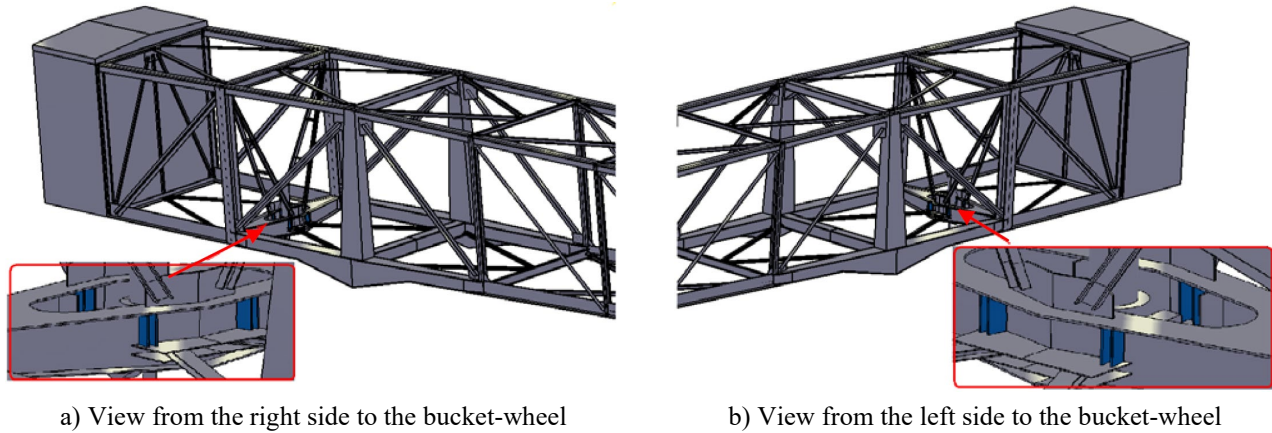 a) View from the right side to the bucket-wheel
b) View from the left side to the bucket-wheel